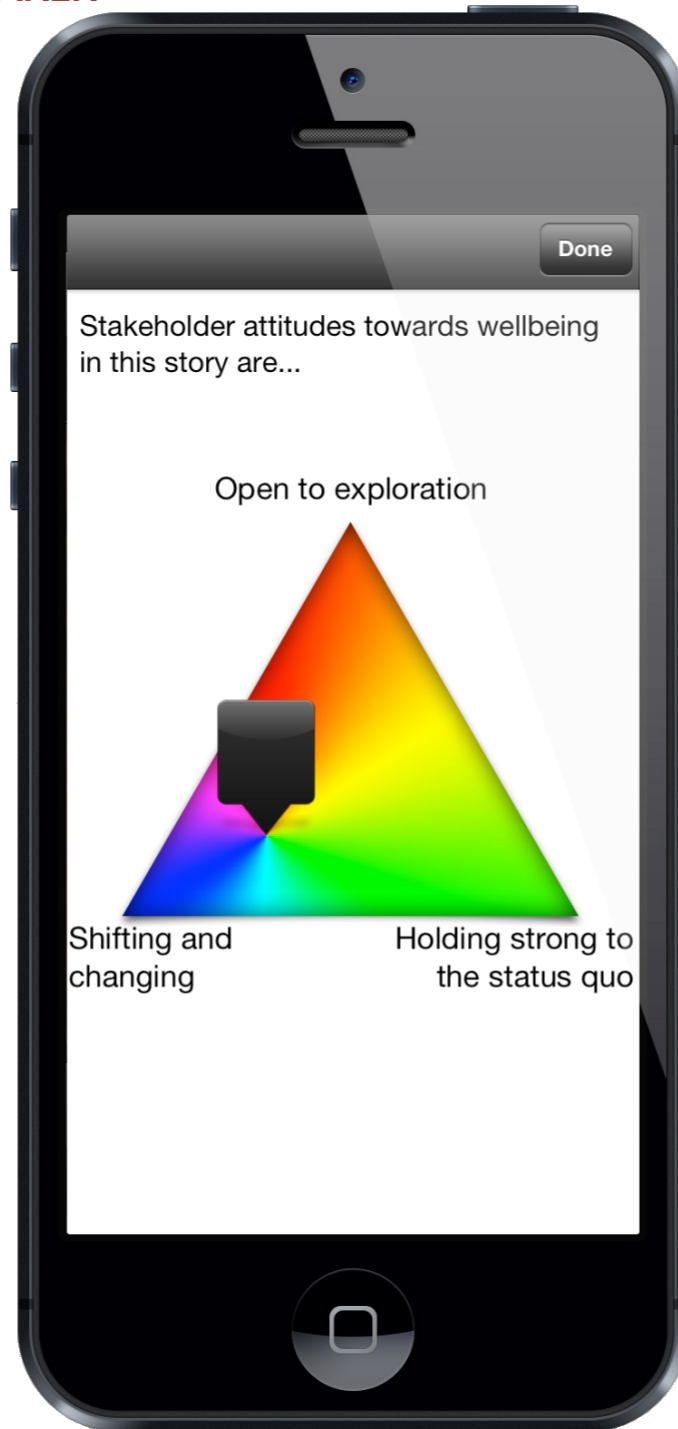 Done
Stakeholder attitudes towards wellbeing
in this story are...
Open to exploration
Shifting and
changing
Holding strong to
the status quo